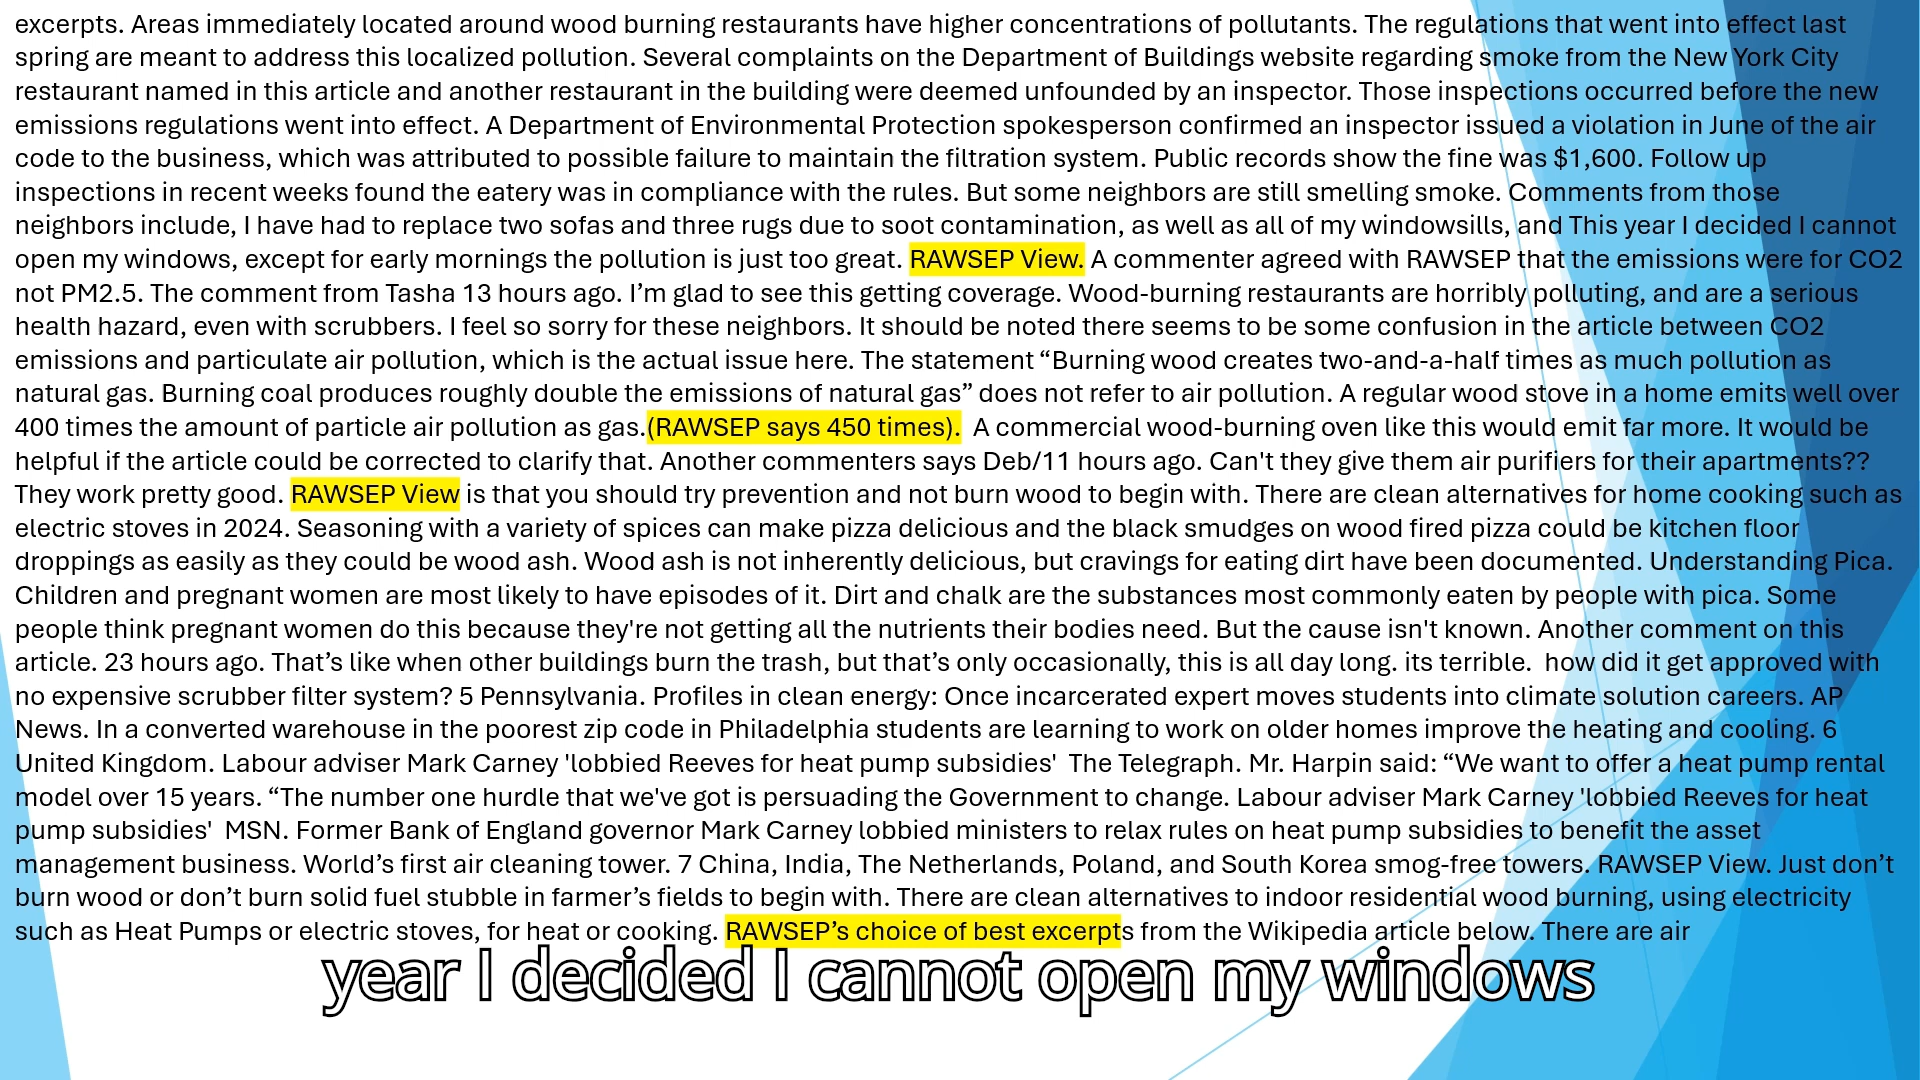 excerpts. Areas immediately located around wood burning restaurants have higher concentrations of pollutants. The regulations that went into effect last
spring are meant to address this localized pollution. Several complaints on the Department of Buildings website regarding smoke from the New York City
restaurant named in this article and another restaurant in the building were deemed unfounded by an inspector. Those inspections occurred before the new
emissions regulations went into effect. A Department of Environmental Protection spokesperson confirmed an inspector issued a violation in June of the air
code to the business, which was attributed to possible failure to maintain the filtration system. Public records show the fine was $1,600. Follow up
inspections in recent weeks found the eatery was in compliance with the rules. But some neighbors are still smelling smoke. Comments from those
neighbors include, I have had to replace two sofas and three rugs due to soot contamination, as well as all of my windowsills, and This year I decided I cannot
open my windows, except for early mornings the pollution is just too great. RAWSEP View. A commenter agreed with RAWSEP that the emissions were for CO2
not PM2.5. The comment from Tasha 13 hours ago. I’m glad to see this getting coverage. Wood-burning restaurants are horribly polluting, and are a serious
health hazard, even with scrubbers. I feel so sorry for these neighbors. It should be noted there seems to be some confusion in the article between CO2
emissions and particulate air pollution, which is the actual issue here. The statement “Burning wood creates two-and-a-half times as much pollution as
natural gas. Burning coal produces roughly double the emissions of natural gas” does not refer to air pollution. A regular wood stove in a home emits well over
400 times the amount of particle air pollution as gas.(RAWSEP says 450 times).  A commercial wood-burning oven like this would emit far more. It would be
helpful if the article could be corrected to clarify that. Another commenters says Deb/11 hours ago. Can't they give them air purifiers for their apartments??
They work pretty good. RAWSEP View is that you should try prevention and not burn wood to begin with. There are clean alternatives for home cooking such as
electric stoves in 2024. Seasoning with a variety of spices can make pizza delicious and the black smudges on wood fired pizza could be kitchen floor
droppings as easily as they could be wood ash. Wood ash is not inherently delicious, but cravings for eating dirt have been documented. Understanding Pica.
Children and pregnant women are most likely to have episodes of it. Dirt and chalk are the substances most commonly eaten by people with pica. Some
people think pregnant women do this because they're not getting all the nutrients their bodies need. But the cause isn't known. Another comment on this
article. 23 hours ago. That’s like when other buildings burn the trash, but that’s only occasionally, this is all day long. its terrible.  how did it get approved with
no expensive scrubber filter system? 5 Pennsylvania. Profiles in clean energy: Once incarcerated expert moves students into climate solution careers. AP
News. In a converted warehouse in the poorest zip code in Philadelphia students are learning to work on older homes improve the heating and cooling. 6
United Kingdom. Labour adviser Mark Carney 'lobbied Reeves for heat pump subsidies'  The Telegraph. Mr. Harpin said: “We want to offer a heat pump rental
model over 15 years. “The number one hurdle that we've got is persuading the Government to change. Labour adviser Mark Carney 'lobbied Reeves for heat
pump subsidies'  MSN. Former Bank of England governor Mark Carney lobbied ministers to relax rules on heat pump subsidies to benefit the asset
management business. World’s first air cleaning tower. 7 China, India, The Netherlands, Poland, and South Korea smog-free towers. RAWSEP View. Just don’t
burn wood or don’t burn solid fuel stubble in farmer’s fields to begin with. There are clean alternatives to indoor residential wood burning, using electricity
such as Heat Pumps or electric stoves, for heat or cooking. RAWSEP’s choice of best excerpts from the Wikipedia article below. There are air
year I decided I cannot open my windows